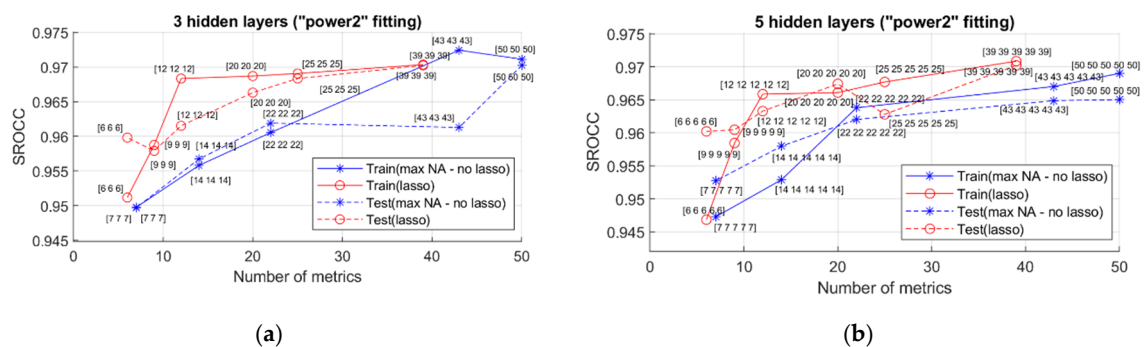 3 hidden layers ("power2" fitting)
0.975
0.97
0.965
0.96
0.955
0.95
0.945
SROCC
[43 43 43]
[50 50 50]
[12 12 12]
[20 20 20]
[25 25 25]
[39 39 39]
[39 39 39]
[50 50 50]
[25 25 25]
[20 20 20]
[12 12 12]
[22 22 22]
[43 43 43]
[6 6 6]
[9 9 9]
[14 14 14]
[22 22 22]
[9 9 9]
[14 14 14]
[6 6 6]
[7 7 7]
[7 7 7]
Train(max NA - no lasso)
Train(lasso)
Test(max NA - no lasso)
Test(lasso)
0
10
20
30
40
50
Number of metrics
(a)
5 hidden layers ("power2" fitting)
0.975
0.97
0.965
0.96
0.955
0.95
0.945
SROCC
[39 39 39 39 39]
[50 50 50 50 50]
[12 12 12 12 12]
[20 20 20 20 20]
[25 25 25 25 25]
[39 39 39 39 39]
[43 43 43 43 43]
[50 50 50 50 50]
[20 20 20 20 20]
[22 22 22 22 22]
[43 43 43 43 43]
[6 6 6 6 6]
[12 12 12 12 12]
[9 9 9 9 9]
[22 22 22 22 22]
[25 25 25 25 25]
[9 9 9 9 9]
[14 14 14 14 14]
[7 7 7 7 7]
[14 14 14 14 14]
[6 6 6 6 6]
[7 7 7 7 7]
Train(max NA - no lasso)
Train(lasso)
Test(max NA - no lasso)
Test(lasso)
0
10
20
30
40
50
Number of metrics
(b)